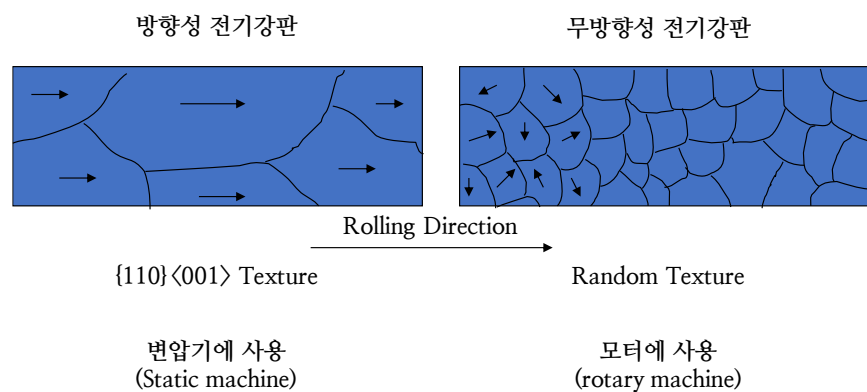 방향성 전기강판
무방향성 전기강판
Rolling Direction
{110}〈001〉 Texture
Random Texture
변압기에 사용
(Static machine)
모터에 사용
(rotary machine)